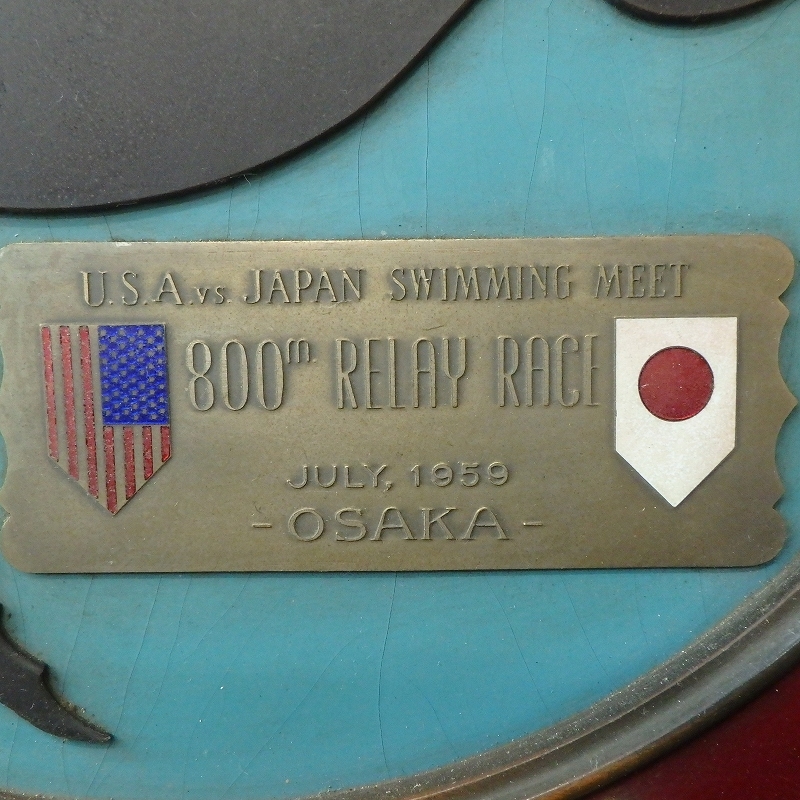 U.S.A. vs. JAPAN SWIMMING MEET
800m. RELAY RACE
JULY, 1959
- OSAKA -